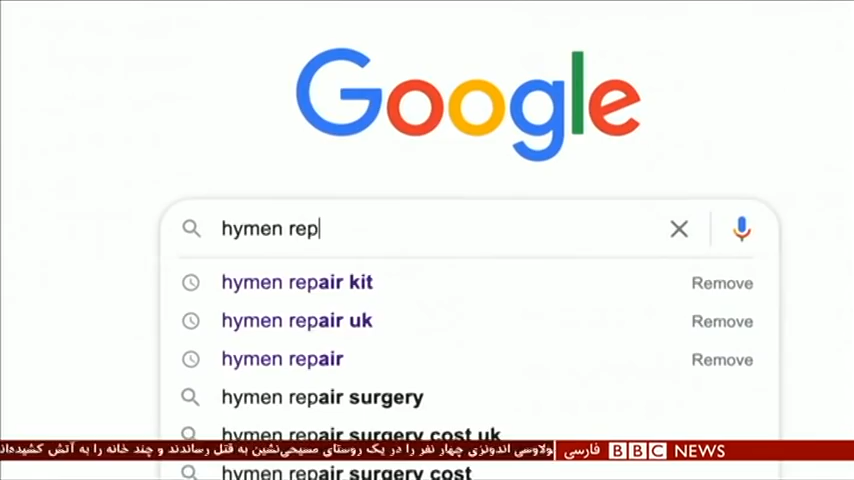 Google
hymen rep
hymen repair kit Remove
hymen repair uk Remove
hymen repair Remove
hymen repair surgery
hymen repair surgery cost uk
hymen repair surgery cost
اندونزی چهار نفر را در یک روستای مسیحی‌نشین به قتل رساندند و چند خانه را به آتش
BBC NEWS فارسی